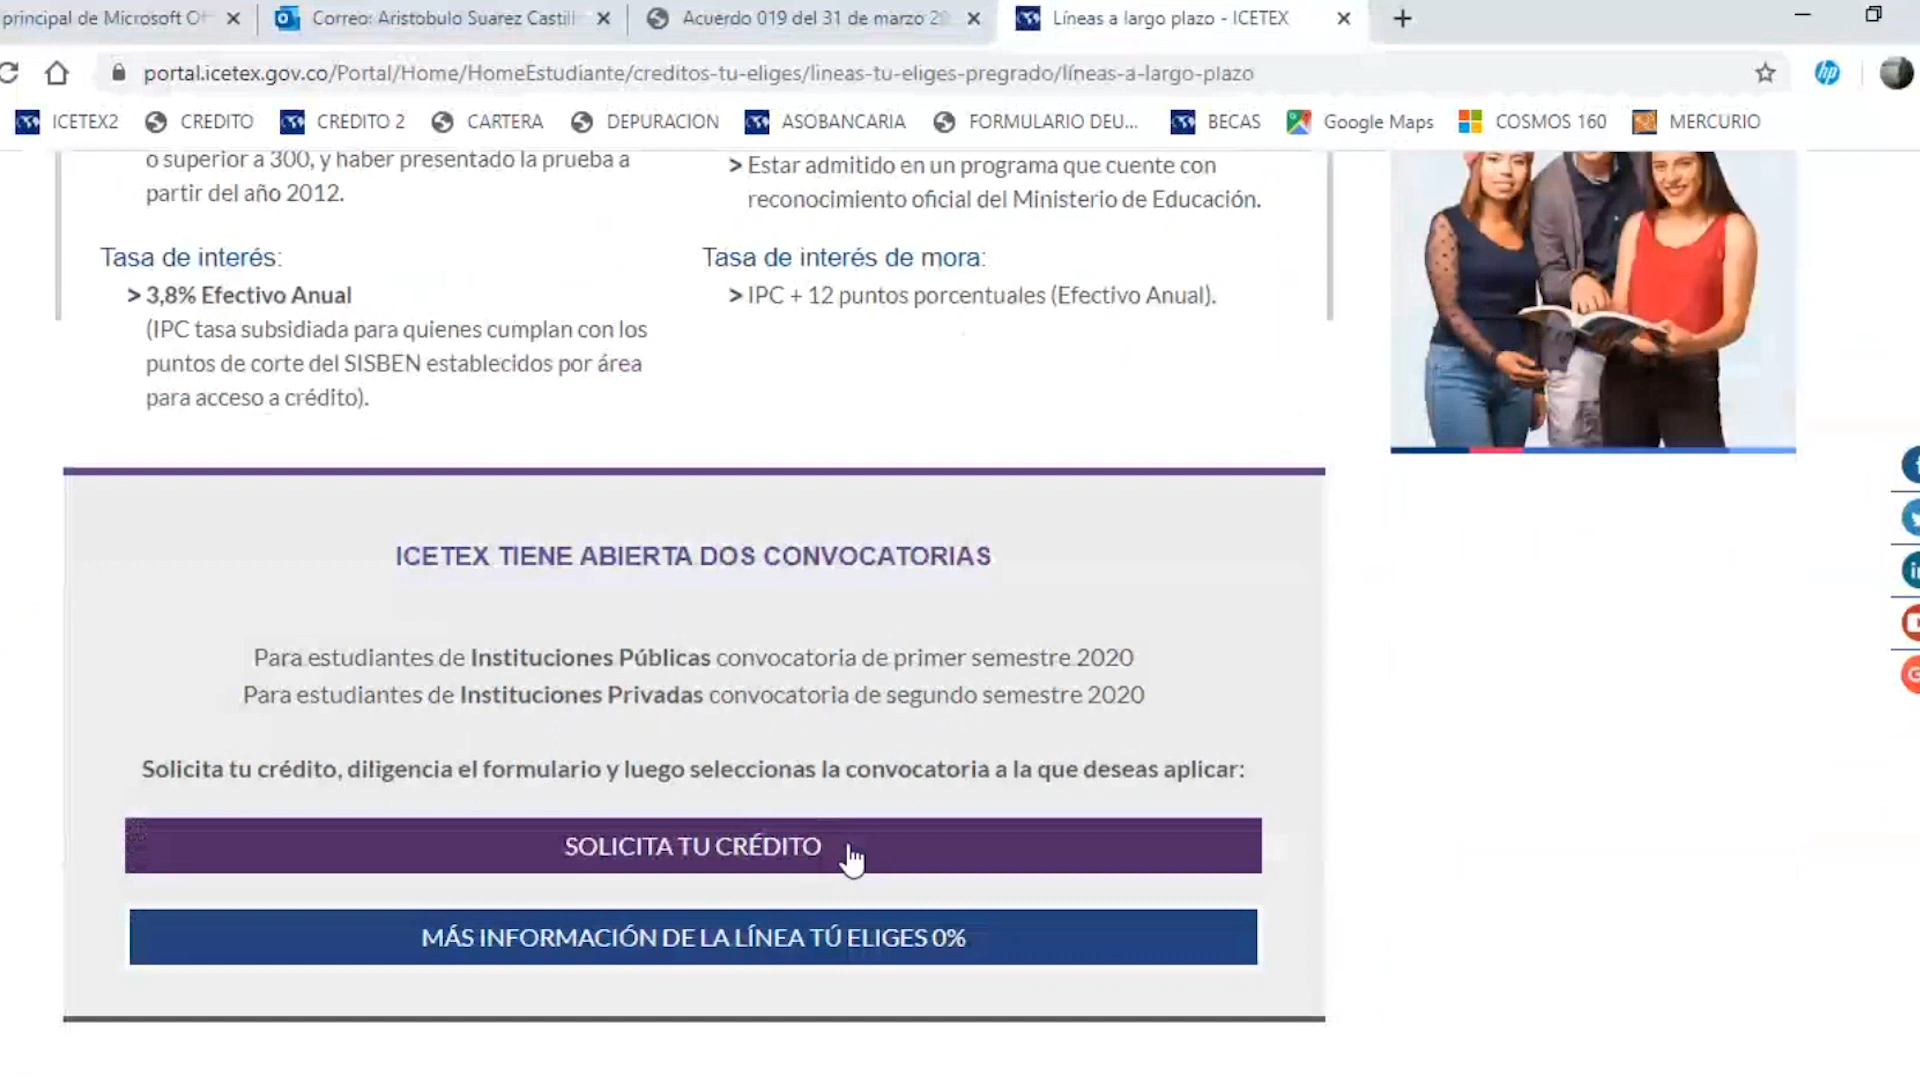 principal de Microsoft Of
Correo: Aristobulo Suarez Castill
Acuerdo 019 del 31 de marzo 20
Líneas a largo plazo - ICETEX
portal.icetex.gov.co/Portal/Home/HomeEstudiante/creditos-tu-eliges/lineas-tu-eliges-pregrado/líneas-a-largo-plazo
ICETEX2
CREDITO
CREDITO 2
CARTERA
DEPURACION
ASOBANCARIA
FORMULARIO DEU...
BECAS
Google Maps
COSMOS 160
MERCURIO
o superior a 300, y haber presentado la prueba a
partir del año 2012.
> Estar admitido en un programa que cuente con
reconocimiento oficial del Ministerio de Educación.
Tasa de interés:
> 3,8% Efectivo Anual
(IPC tasa subsidiada para quienes cumplan con los
puntos de corte del SISBEN establecidos por área
para acceso a crédito).
Tasa de interés de mora:
> IPC + 12 puntos porcentuales (Efectivo Anual).
ICETEX TIENE ABIERTA DOS CONVOCATORIAS
Para estudiantes de Instituciones Públicas convocatoria de primer semestre 2020
Para estudiantes de Instituciones Privadas convocatoria de segundo semestre 2020
Solicita tu crédito, diligencia el formulario y luego seleccionas la convocatoria a la que deseas aplicar:
SOLICITA TU CRÉDITO
MÁS INFORMACIÓN DE LA LÍNEA TÚ ELIGES 0%